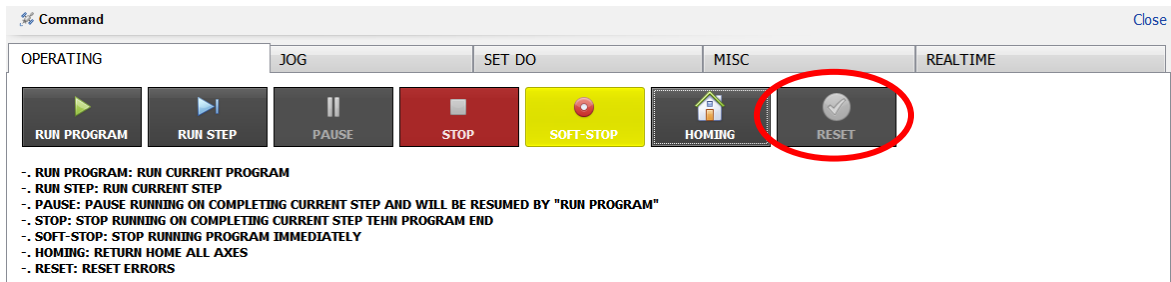 Command Close
OPERATING JOG SET DO MISC REALTIME
RUN PROGRAM RUN STEP PAUSE STOP SOFT-STOP HOMING RESET
-. RUN PROGRAM: RUN CURRENT PROGRAM
-. RUN STEP: RUN CURRENT STEP
-. PAUSE: PAUSE RUNNING ON COMPLETING CURRENT STEP AND WILL BE RESUMED BY "RUN PROGRAM"
-. STOP: STOP RUNNING ON COMPLETING CURRENT STEP TEHN PROGRAM END
-. SOFT-STOP: STOP RUNNING PROGRAM IMMEDIATELY
-. HOMING: RETURN HOME ALL AXES
-. RESET: RESET ERRORS